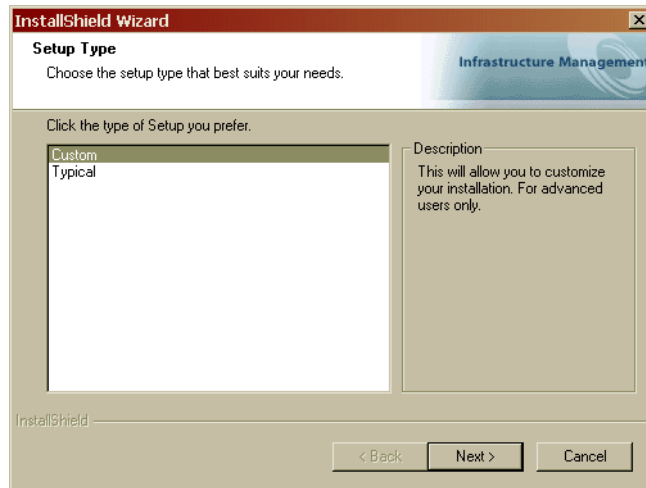 InstallShield Wizard
Setup Type
Choose the setup type that best suits your needs.
Infrastructure Management
Click the type of Setup you prefer.
Custom
Typical
Description
This will allow you to customize
your installation. For advanced
users only.
InstallShield
< Back
Next >
Cancel